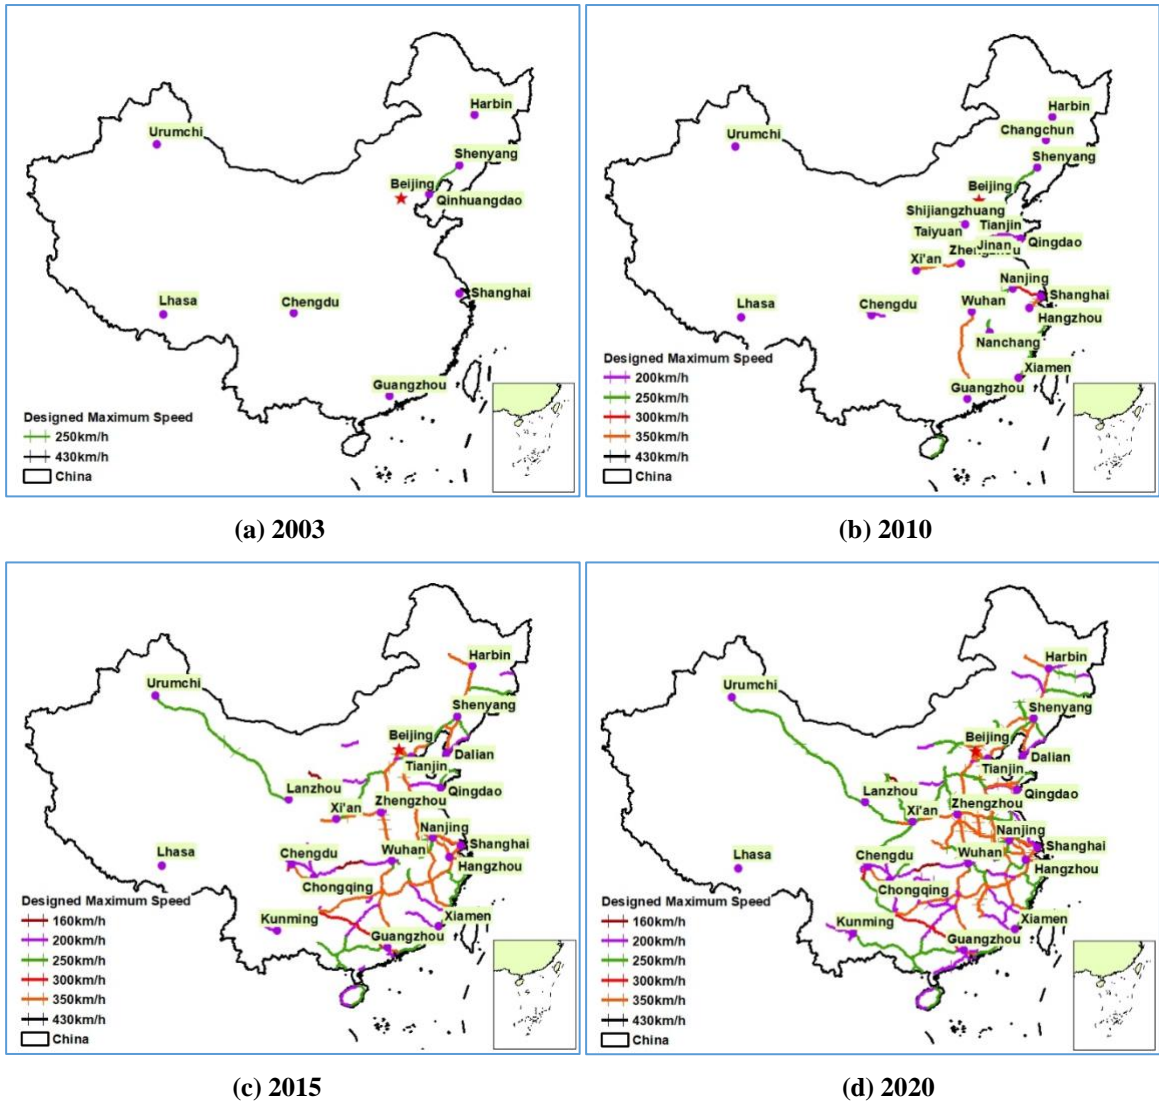 Harbin
Urumchi
Shenyang
Beijing
Qinhuangdao
Lhasa
Chengdu
Shanghai
Guangzhou
Designed Maximum Speed
250km/h
430km/h
China
(a) 2003
Harbin
Changchun
Urumchi
Shenyang
Beijing
Shijiangzhuang
Tianjin
Taiyuan
Qingdao
Jinan
Xi'an
Nanjing
Lhasa
Chengdu
Wuhan
Shanghai
Hangzhou
Nanchang
Xiamen
Guangzhou
Designed Maximum Speed
200km/h
250km/h
300km/h
350km/h
430km/h
China
(b) 2010
Harbin
Urumchi
Shenyang
Beijing
Dalian
Tianjin
Lanzhou
Qingdao
Xi'an
Zhengzhou
Nanjing
Lhasa
Chengdu
Wuhan
Shanghai
Hangzhou
Chongqing
Kunming
Xiamen
Guangzhou
Designed Maximum Speed
160km/h
200km/h
250km/h
300km/h
350km/h
430km/h
China
(c) 2015
Harbin
Urumchi
Shenyang
Beijing
Dalian
Tianjin
Lanzhou
Qingdao
Xi'an
Zhengzhou
Nanjing
Lhasa
Chengdu
Wuhan
Shanghai
Hangzhou
Chongqing
Kunming
Xiamen
Guangzhou
Designed Maximum Speed
160km/h
200km/h
250km/h
300km/h
350km/h
430km/h
China
(d) 2020